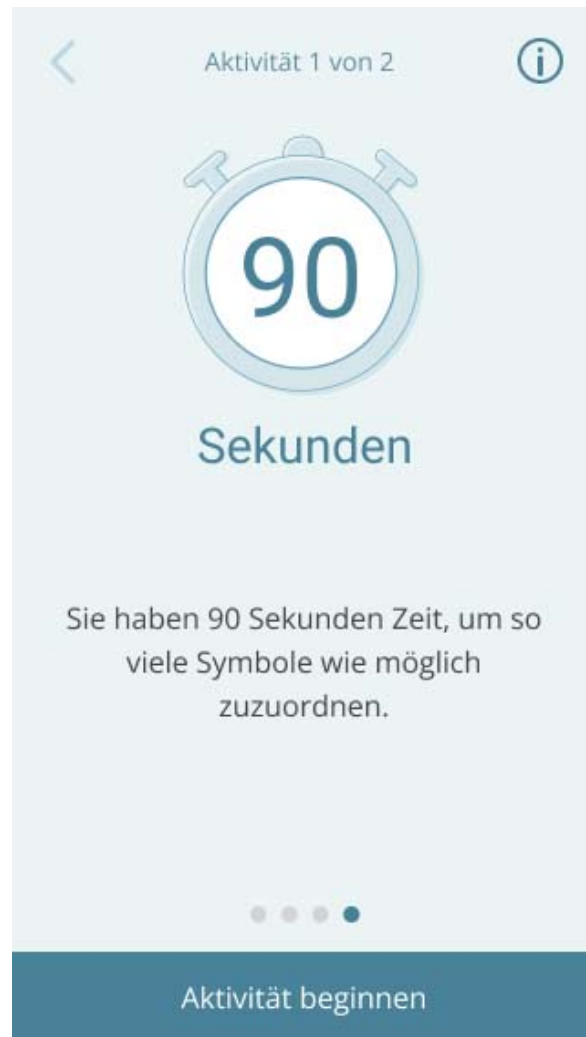 Aktivität 1 von 2
90
Sekunden
Sie haben 90 Sekunden Zeit, um so
viele Symbole wie möglich
zuzuordnen.
Aktivität beginnen